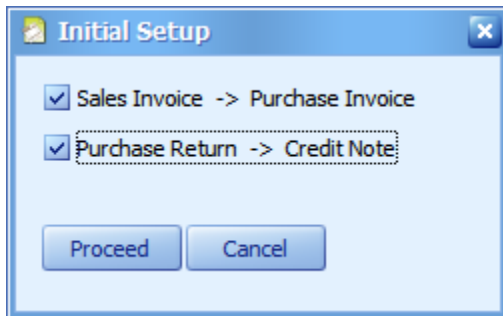 Initial Setup
Sales Invoice -> Purchase Invoice
Purchase Return -> Credit Note
Proceed Cancel